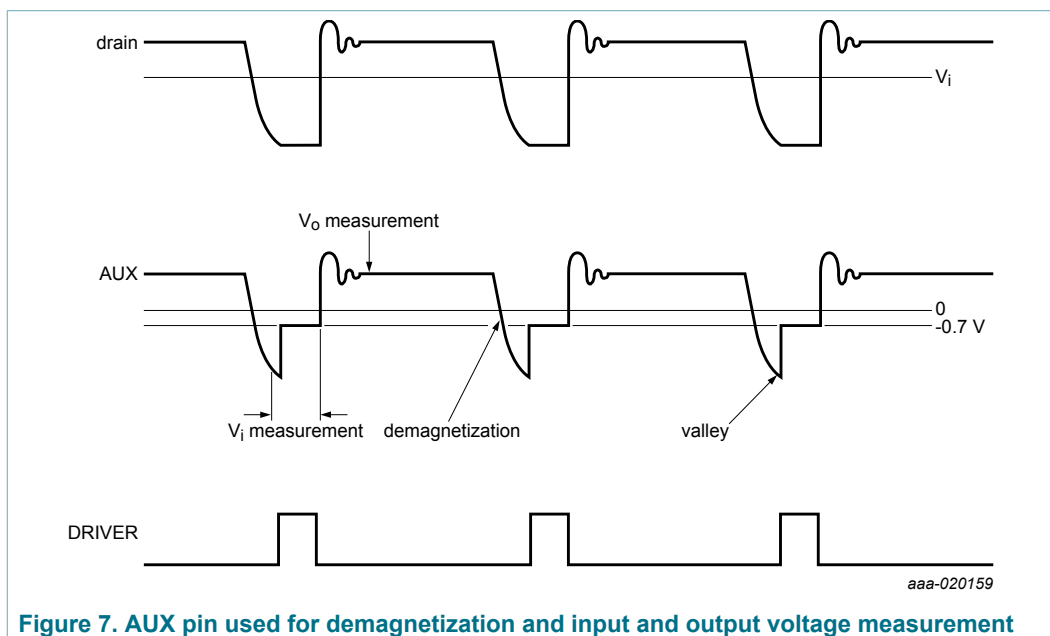 drain
Vi
Vo measurement
AUX
0
-0.7 V
Vi measurement
demagnetization
valley
DRIVER
aaa-020159
Figure 7. AUX pin used for demagnetization and input and output voltage measurement